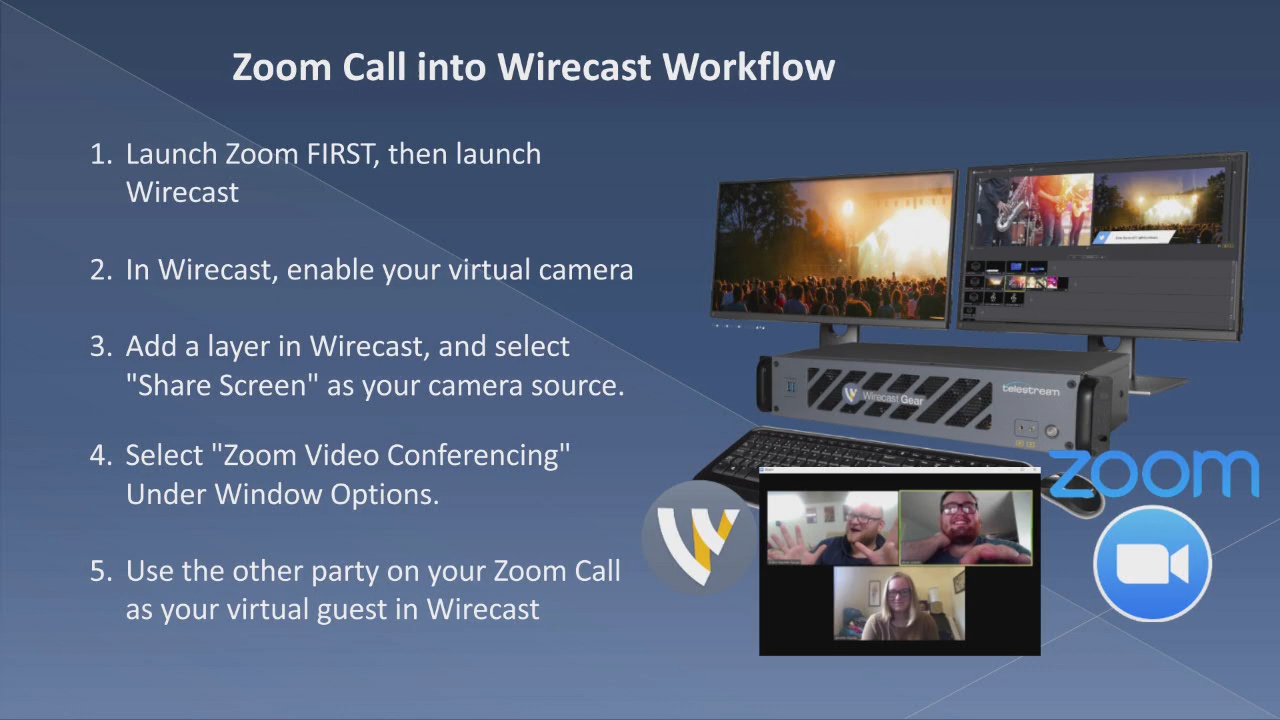 Zoom Call into Wirecast Workflow
1. Launch Zoom FIRST, then launch
Wirecast
2. In Wirecast, enable your virtual camera
3. Add a layer in Wirecast, and select
"Share Screen" as your camera source.
4. Select "Zoom Video Conferencing"
Under Window Options.
5. Use the other party on your Zoom Call
as your virtual guest in Wirecast
telestream
Wirecast Gear
zoom